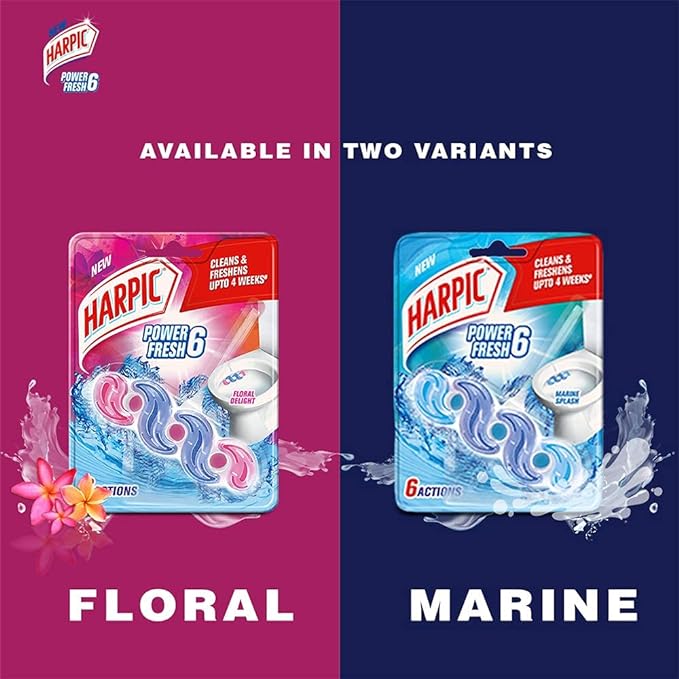 NEW
HARPIC
POWER
FRESH 6
AVAILABLE IN TWO VARIANTS
NEW
HARPIC
CLEANS &
FRESHENS
UPTO 4 WEEKS#
POWER
FRESH 6
FLORAL
DELIGHT
ACTIONS
NEW
HARPIC
CLEANS &
FRESHENS
UPTO 4 WEEKS#
POWER
FRESH 6
MARINE
SPLASH
6 ACTIONS
FLORAL
MARINE